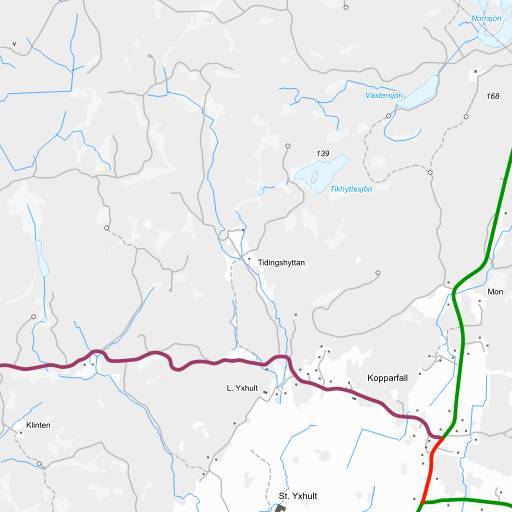 Norrsjön
v
Västersjön
168
139
Tikhyttesjön
Tidingshyttan
Mon
Kopparfall
L. Yxhult
Klinten
St. Yxhult